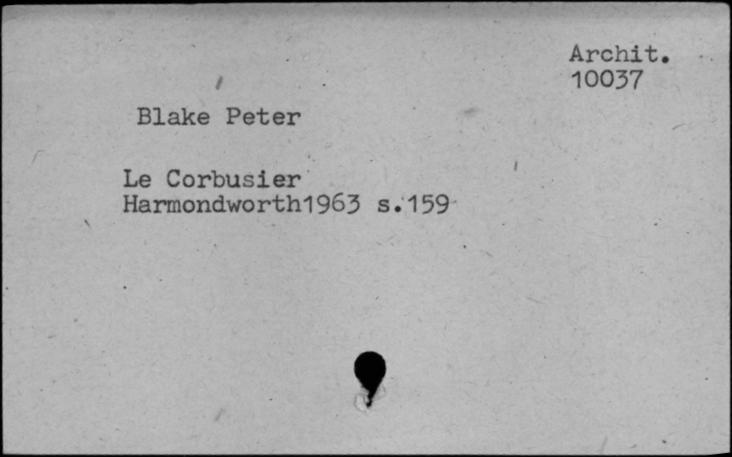 Archit.
10037
Blake Peter
Le Corbusier
Harmondworth1963 s.159